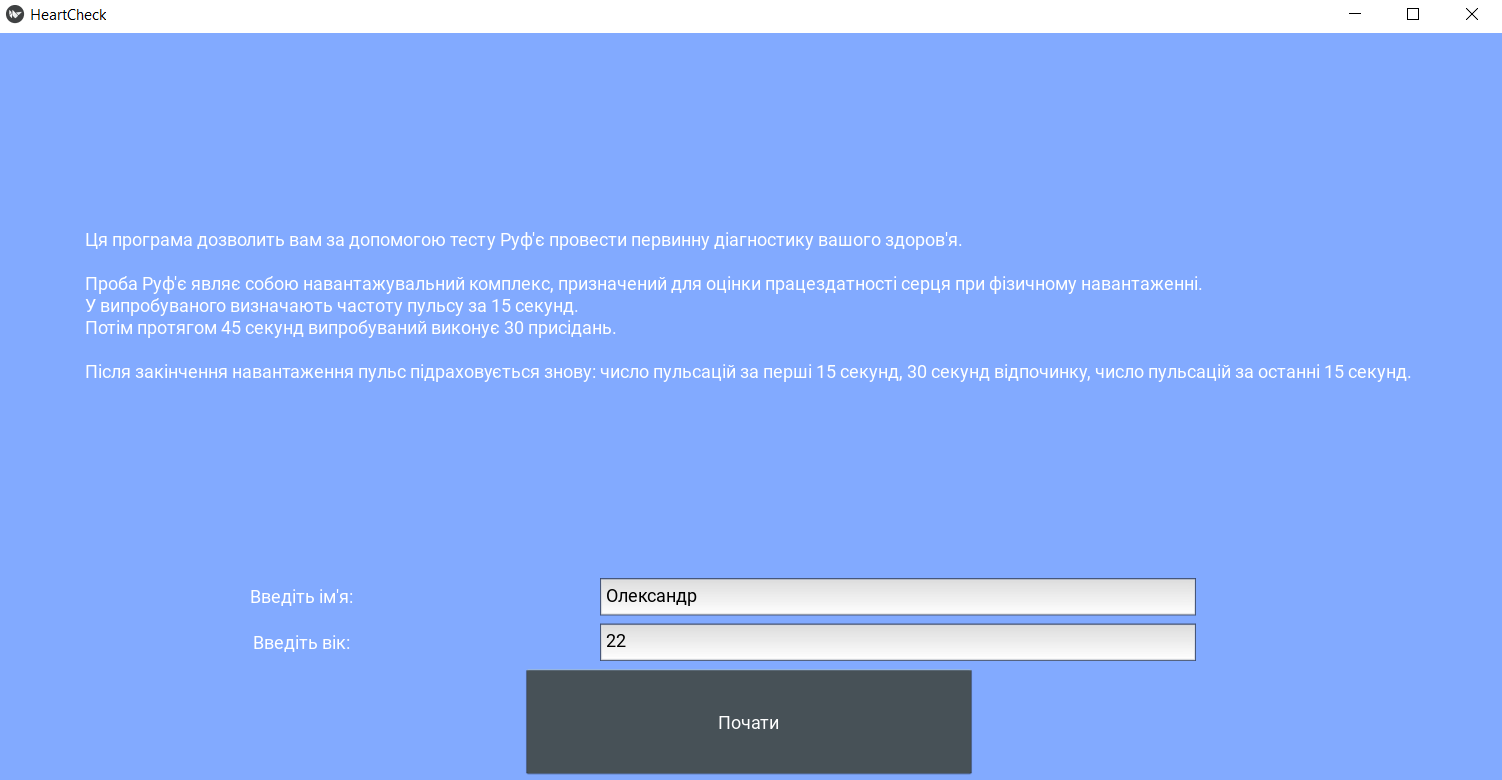 HeartCheck
Ця програма дозволить вам за допомогою тесту Руф'є провести первинну діагностику вашого здоров'я.
Проба Руф'є являє собою навантажувальний комплекс, призначений для оцінки працездатності серця при фізичному навантаженні.
У випробуваного визначають частоту пульсу за 15 секунд.
Потім протягом 45 секунд випробуваний виконує 30 присідань.
Після закінчення навантаження пульс підраховується знову: число пульсацій за перші 15 секунд, 30 секунд відпочинку, число пульсацій за останні 15 секунд.
Введіть ім'я: Олександр
Введіть вік: 22
Почати